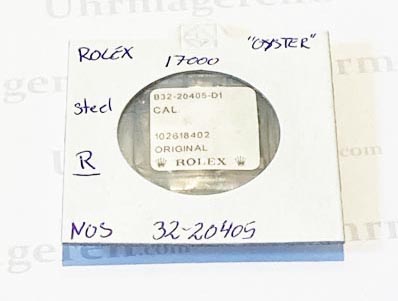 ROLEX 17000 "OYSTER"
steel
R
B32-20405-D1
CAL.
102618402
ORIGINAL
ROLEX
NOS 32-20405